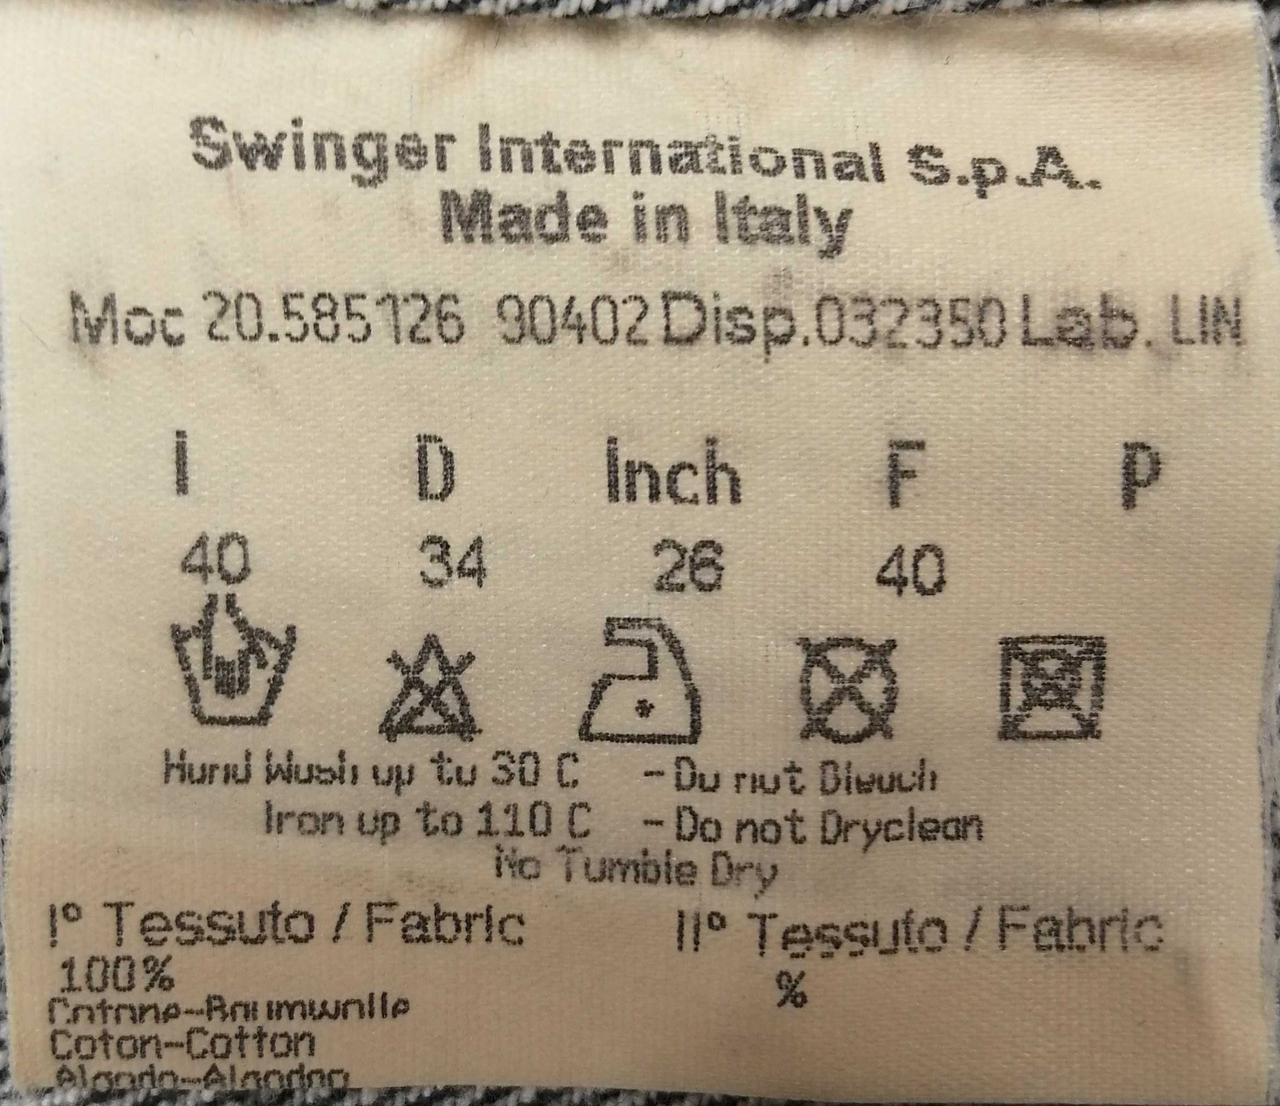 Swinger International S.p.A.
Made in Italy
Moc 20.585126 90402 Disp.032350 Lab. LIN
I D Inch F P
40 34 26 40
Hand Wash up to 30 C - Do not Bleach
Iron up to 110 C - Do not Dryclean
No Tumble Dry
I° Tessuto / Fabric II° Tessuto / Fabric
100% %
Cotone-Baumwolle
Coton-Cotton
Algodo-Algodao